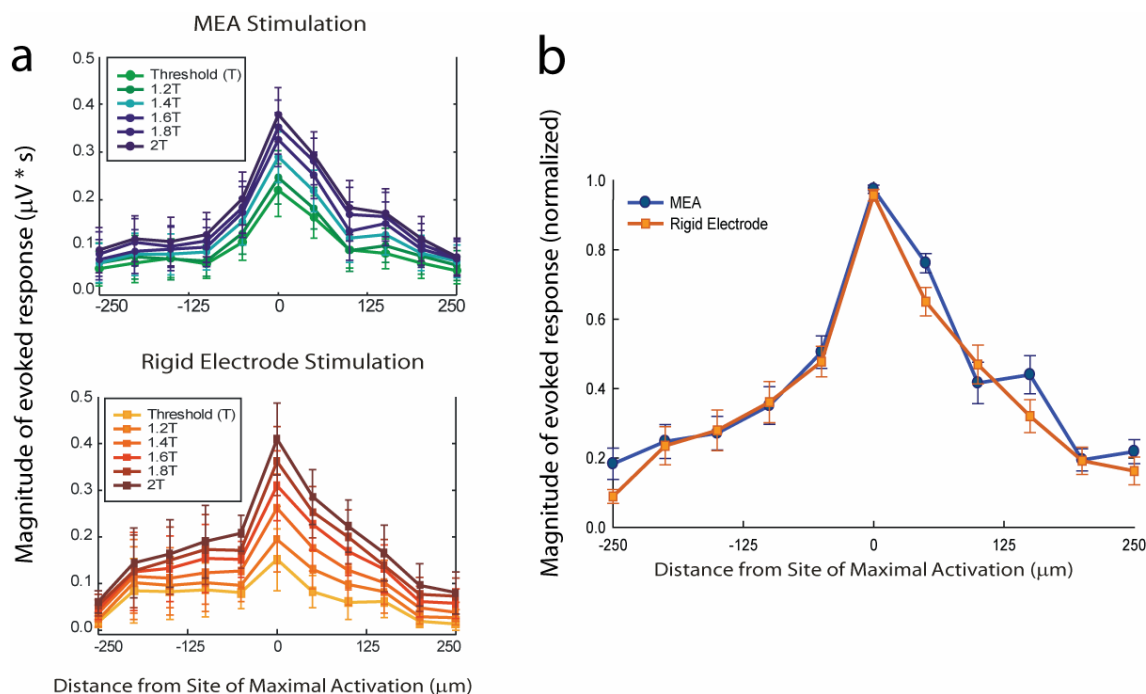 MEA Stimulation
a
0.5
0.4
0.3
0.2
0.1
0.0
Threshold (T)
1.2T
1.4T
1.6T
1.8T
2T
-250
-125
0
125
250
Rigid Electrode Stimulation
0.5
0.4
0.3
0.2
0.1
0.0
Threshold (T)
1.2T
1.4T
1.6T
1.8T
2T
-250
-125
0
125
250
Magnitude of evoked response (µV * s)
Distance from Site of Maximal Activation (µm)
b
Magnitude of evoked response (normalized)
1.0
0.8
0.6
0.4
0.2
0.0
MEA
Rigid Electrode
-250
-125
0
125
250
Distance from Site of Maximal Activation (µm)